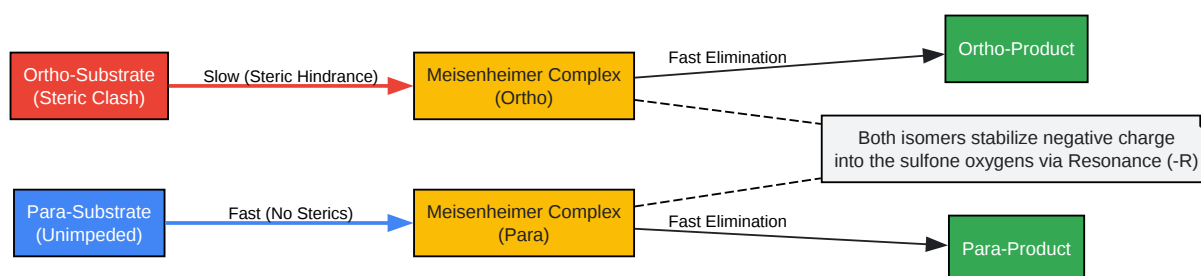 Ortho-Substrate
(Steric Clash)
Slow (Steric Hindrance)
Meisenheimer Complex
(Ortho)
Fast Elimination
Ortho-Product
Both isomers stabilize negative charge
into the sulfone oxygens via Resonance (-R)
Para-Substrate
(Unimpeded)
Fast (No Sterics)
Meisenheimer Complex
(Para)
Fast Elimination
Para-Product